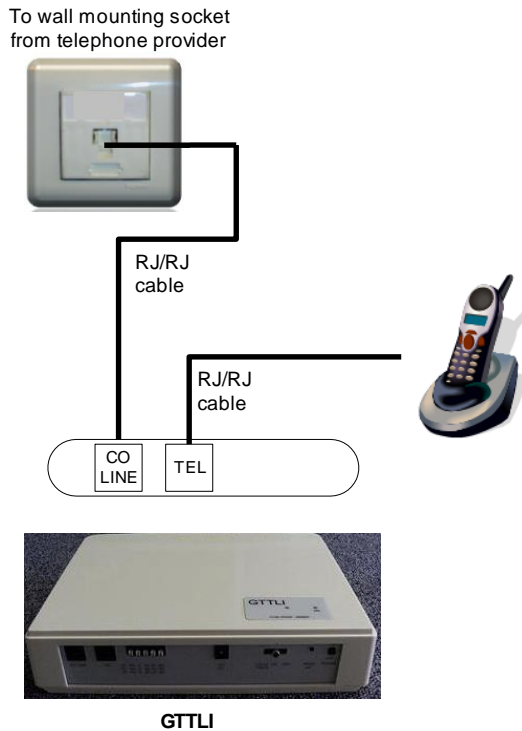 To wall mounting socket
from telephone provider
RJ/RJ
cable
RJ/RJ
cable
CO
LINE
TEL
GTTLI
GTTLI